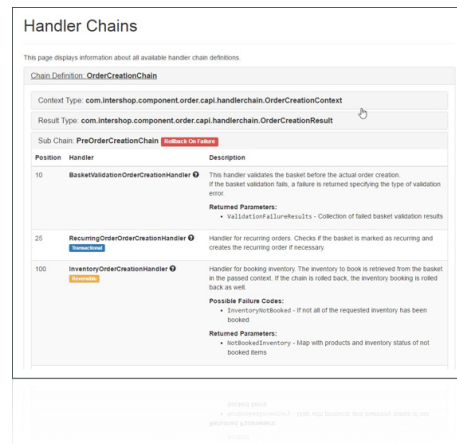 Handler Chains
This page displays information about all available handler chain definitions.
Chain Definition: OrderCreationChain
Context Type: com.intershop.component.order.capi.handlerchain.OrderCreationContext
Result Type: com.intershop.component.order.capi.handlerchain.OrderCreationResult
Sub Chain: PreOrderCreationChain Rollback On Failure
Position Handler Description
10 BasketValidationOrderCreationHandler This handler validates the basket before the actual order creation.
If the basket validation fails, a failure is returned specifying the type of validation
error.
Returned Parameters:
• ValidationFailureResults - Collection of failed basket validation results
25 RecurringOrderOrderCreationHandler Handler for recurring orders. Checks if the basket is marked as recurring and
Transactional creates the recurring order if necessary
100 InventoryOrderCreationHandler Handler for booking inventory. The inventory to book is retrieved from the basket
Reversible in the passed context. If the chain is rolled back, the inventory booking is rolled
back as well.
Possible Failure Codes:
• InventoryNotBooked - If not all of the requested inventory has been
booked
Returned Parameters:
• NotBookedInventory - Map with products and inventory status of not
booked items